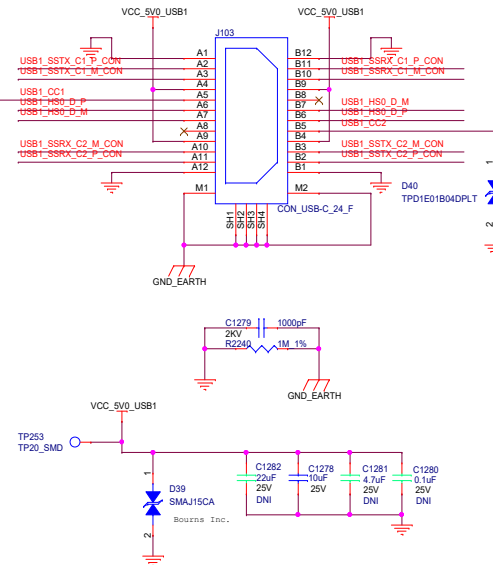 VCC_5V0_USB1
VCC_5V0_USB1
J103
A1
B12
USB1_SSTX_C1_P_CON
A2
B11
USB1_SSRX_C1_P_CON
USB1_SSTX_C1_M_CON
A3
B10
USB1_SSRX_C1_M_CON
A4
B9
USB1_CC1
A5
B8
USB1_HS0_D_P
A6
B7
USB1_HS0_D_M
USB1_HS0_D_M
A7
B6
USB1_HS0_D_P
A8
B5
USB1_CC2
A9
B4
USB1_SSRX_C2_M_CON
A10
B3
USB1_SSTX_C2_M_CON
USB1_SSRX_C2_P_CON
A11
B2
USB1_SSTX_C2_P_CON
A12
B1
M1
M2
SH1
SH2
SH3
SH4
CON_USB-C_24_F
1
D40
TPD1E01B04DPLT
2
GND_EARTH
C1279
1000pF
2KV
R2240
1M 1%
GND_EARTH
VCC_5V0_USB1
TP253
TP20_SMD
1
D39
SMAJ15CA
Bourns Inc.
2
C1282
22uF
25V
DNI
C1278
10uF
25V
C1281
4.7uF
25V
DNI
C1280
0.1uF
25V
DNI